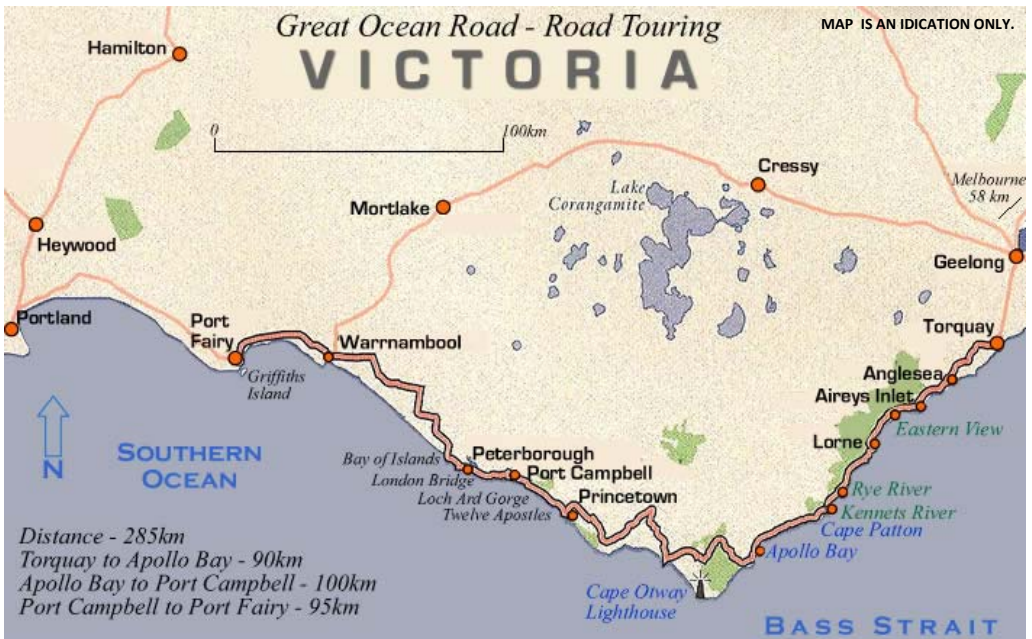 Great Ocean Road - Road Touring
MAP IS AN IDICATION ONLY.
VICTORIA
Hamilton
0
100km
Cressy
Lake
Corangamite
Melbourne
58 km
Mortlake
Heywood
Geelong
Portland
Port
Fairy
Warrnambool
Torquay
Griffiths
Island
Anglesea
Aireys Inlet
Eastern View
Lorne
N
SOUTHERN
OCEAN
Bay of Islands
Peterborough
London Bridge
Port Campbell
Loch Ard Gorge
Princetown
Twelve Apostles
Rye River
Kennets River
Cape Patton
Apollo Bay
Distance - 285km
Torquay to Apollo Bay - 90km
Apollo Bay to Port Campbell - 100km
Port Campbell to Port Fairy - 95km
Cape Otway
Lighthouse
BASS STRAIT